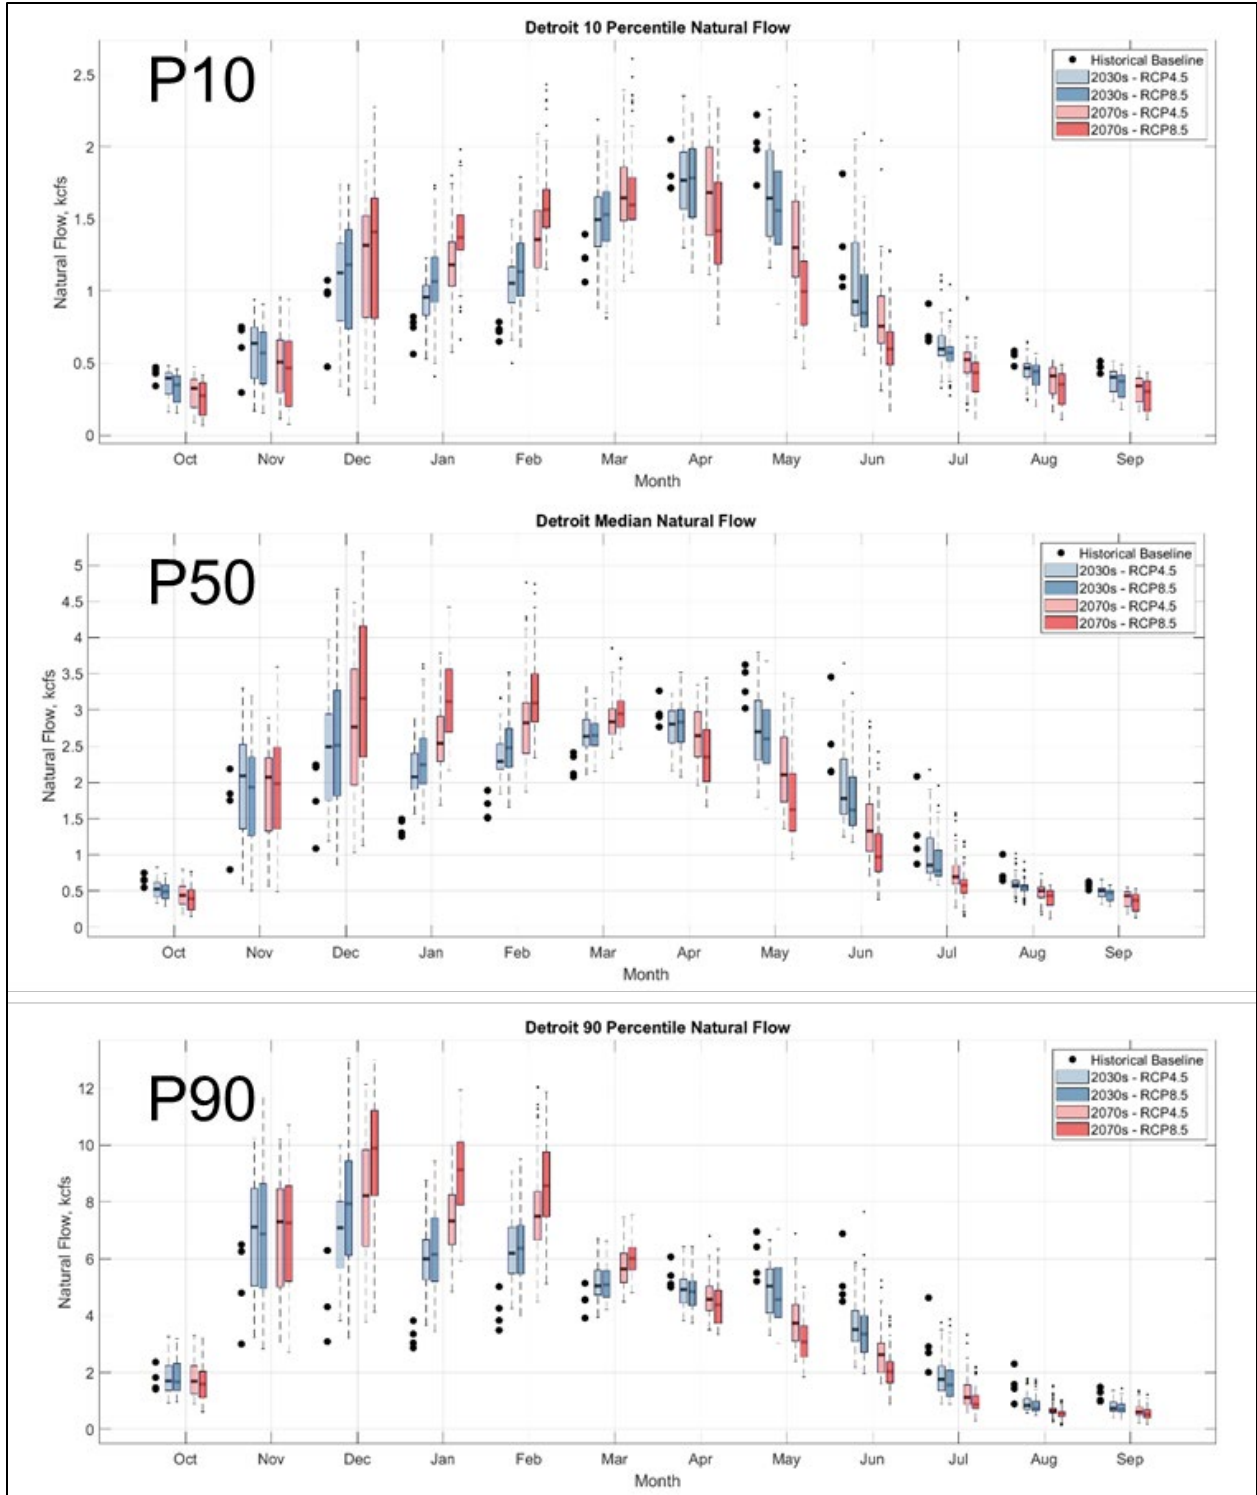 Detroit 10 Percentile Natural Flow
P10
Historical Baseline
2030s - RCP4.5
2030s - RCP8.5
2070s - RCP4.5
2070s - RCP8.5
2.5
2
1.5
1
0.5
0
Natural Flow, kcfs
Oct Nov Dec Jan Feb Mar Apr May Jun Jul Aug Sep
Month
Detroit Median Natural Flow
P50
Historical Baseline
2030s - RCP4.5
2030s - RCP8.5
2070s - RCP4.5
2070s - RCP8.5
5
4.5
4
3.5
3
2.5
2
1.5
1
0.5
0
Natural Flow, kcfs
Oct Nov Dec Jan Feb Mar Apr May Jun Jul Aug Sep
Month
Detroit 90 Percentile Natural Flow
P90
Historical Baseline
2030s - RCP4.5
2030s - RCP8.5
2070s - RCP4.5
2070s - RCP8.5
12
10
8
6
4
2
0
Natural Flow, kcfs
Oct Nov Dec Jan Feb Mar Apr May Jun Jul Aug Sep
Month